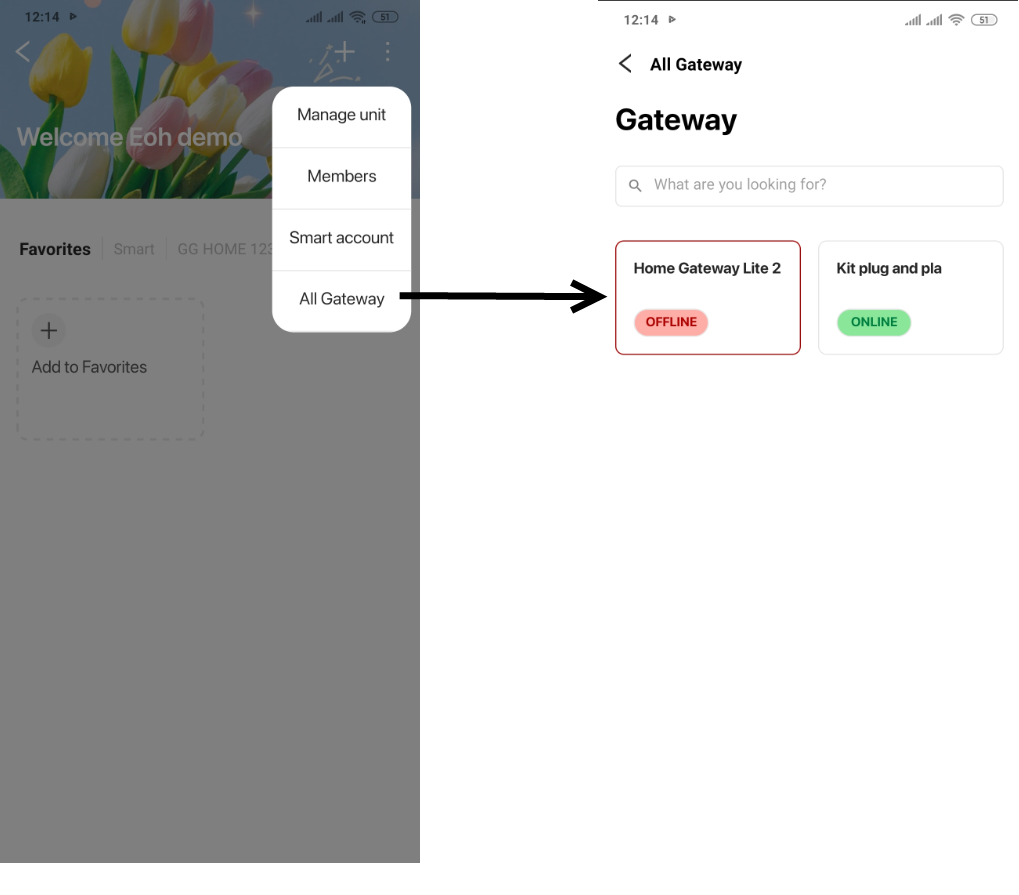 12:14
51
Welcome Eoh demo
Manage unit
Members
Smart account
All Gateway
Favorites
Smart
GG HOME 123
Add to Favorites
12:14
51
All Gateway
Gateway
What are you looking for?
Home Gateway Lite 2
OFFLINE
Kit plug and pla
ONLINE